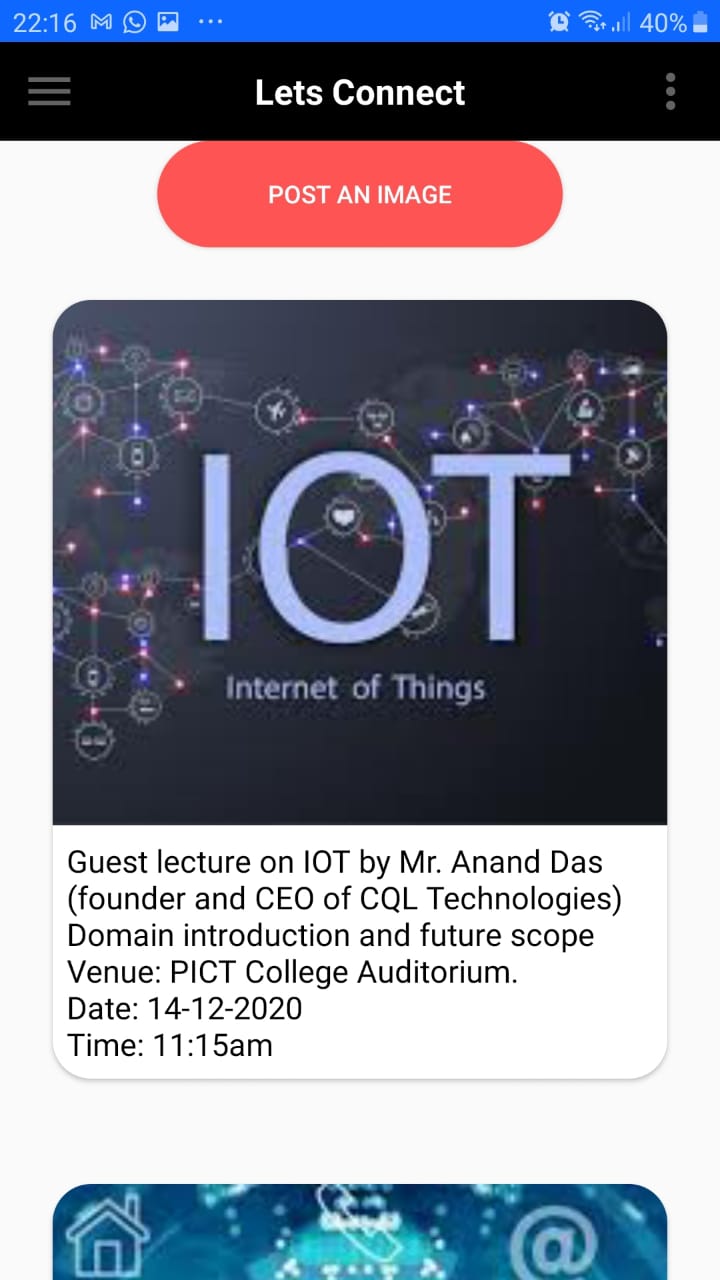 22:16 40%
Lets Connect
POST AN IMAGE
IOT
Internet of Things
Guest lecture on IOT by Mr. Anand Das
(founder and CEO of CQL Technologies)
Domain introduction and future scope
Venue: PICT College Auditorium.
Date: 14-12-2020
Time: 11:15am
@